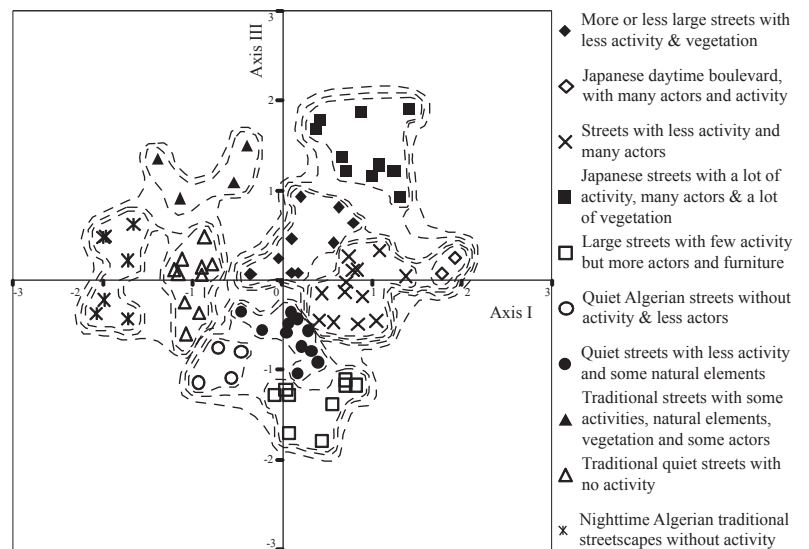 3
Axis III
2
1
-3
-2
-1
0
1
2
3
Axis I
-1
-2
-3
More or less large streets with
less activity & vegetation
Japanese daytime boulevard,
with many actors and activity
Streets with less activity and
many actors
Japanese streets with a lot of
activity, many actors & a lot
of vegetation
Large streets with few activity
but more actors and furniture
Quiet Algerian streets without
activity & less actors
Quiet streets with less activity
and some natural elements
Traditional streets with some
activities, natural elements,
vegetation and some actors
Traditional quiet streets with
no activity
Nighttime Algerian traditional
streetscapes without activity